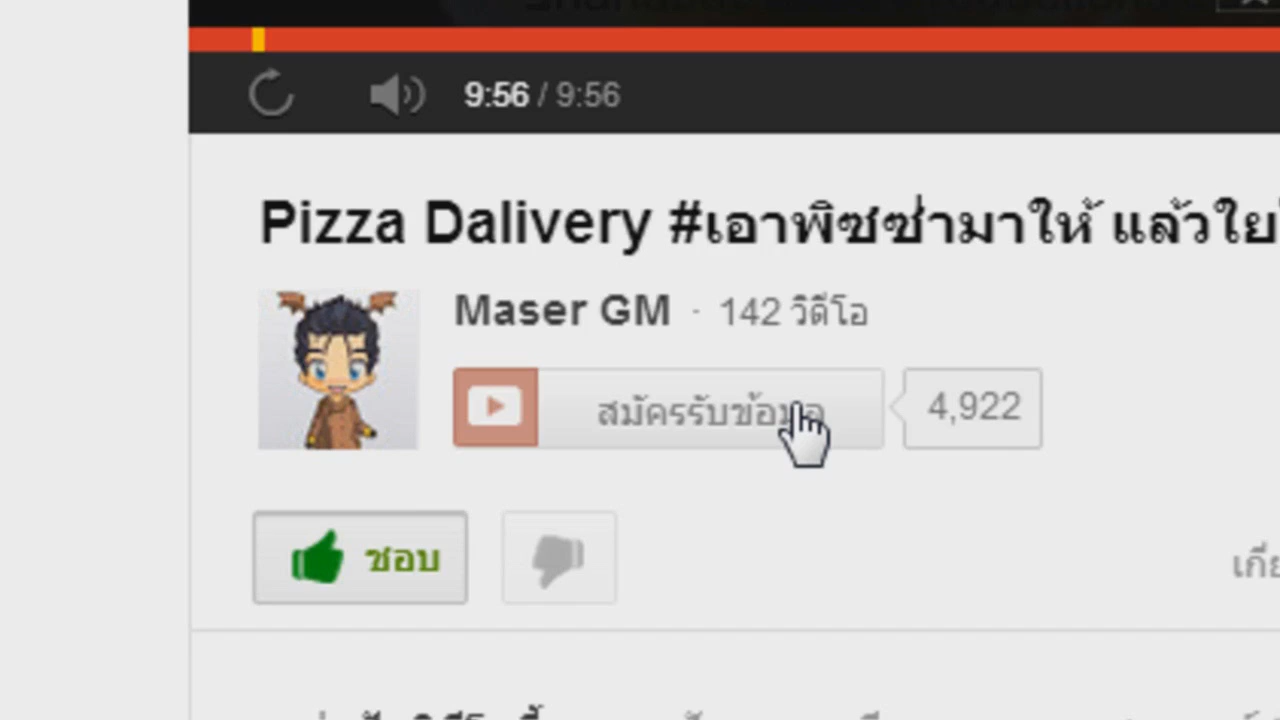 9:56 / 9:56
Pizza Dalivery #เอาพิซซ่ามาให้ แล้วใย
Maser GM · 142 วิดีโอ
สมัครรับข้อมูล
4,922
ชอบ